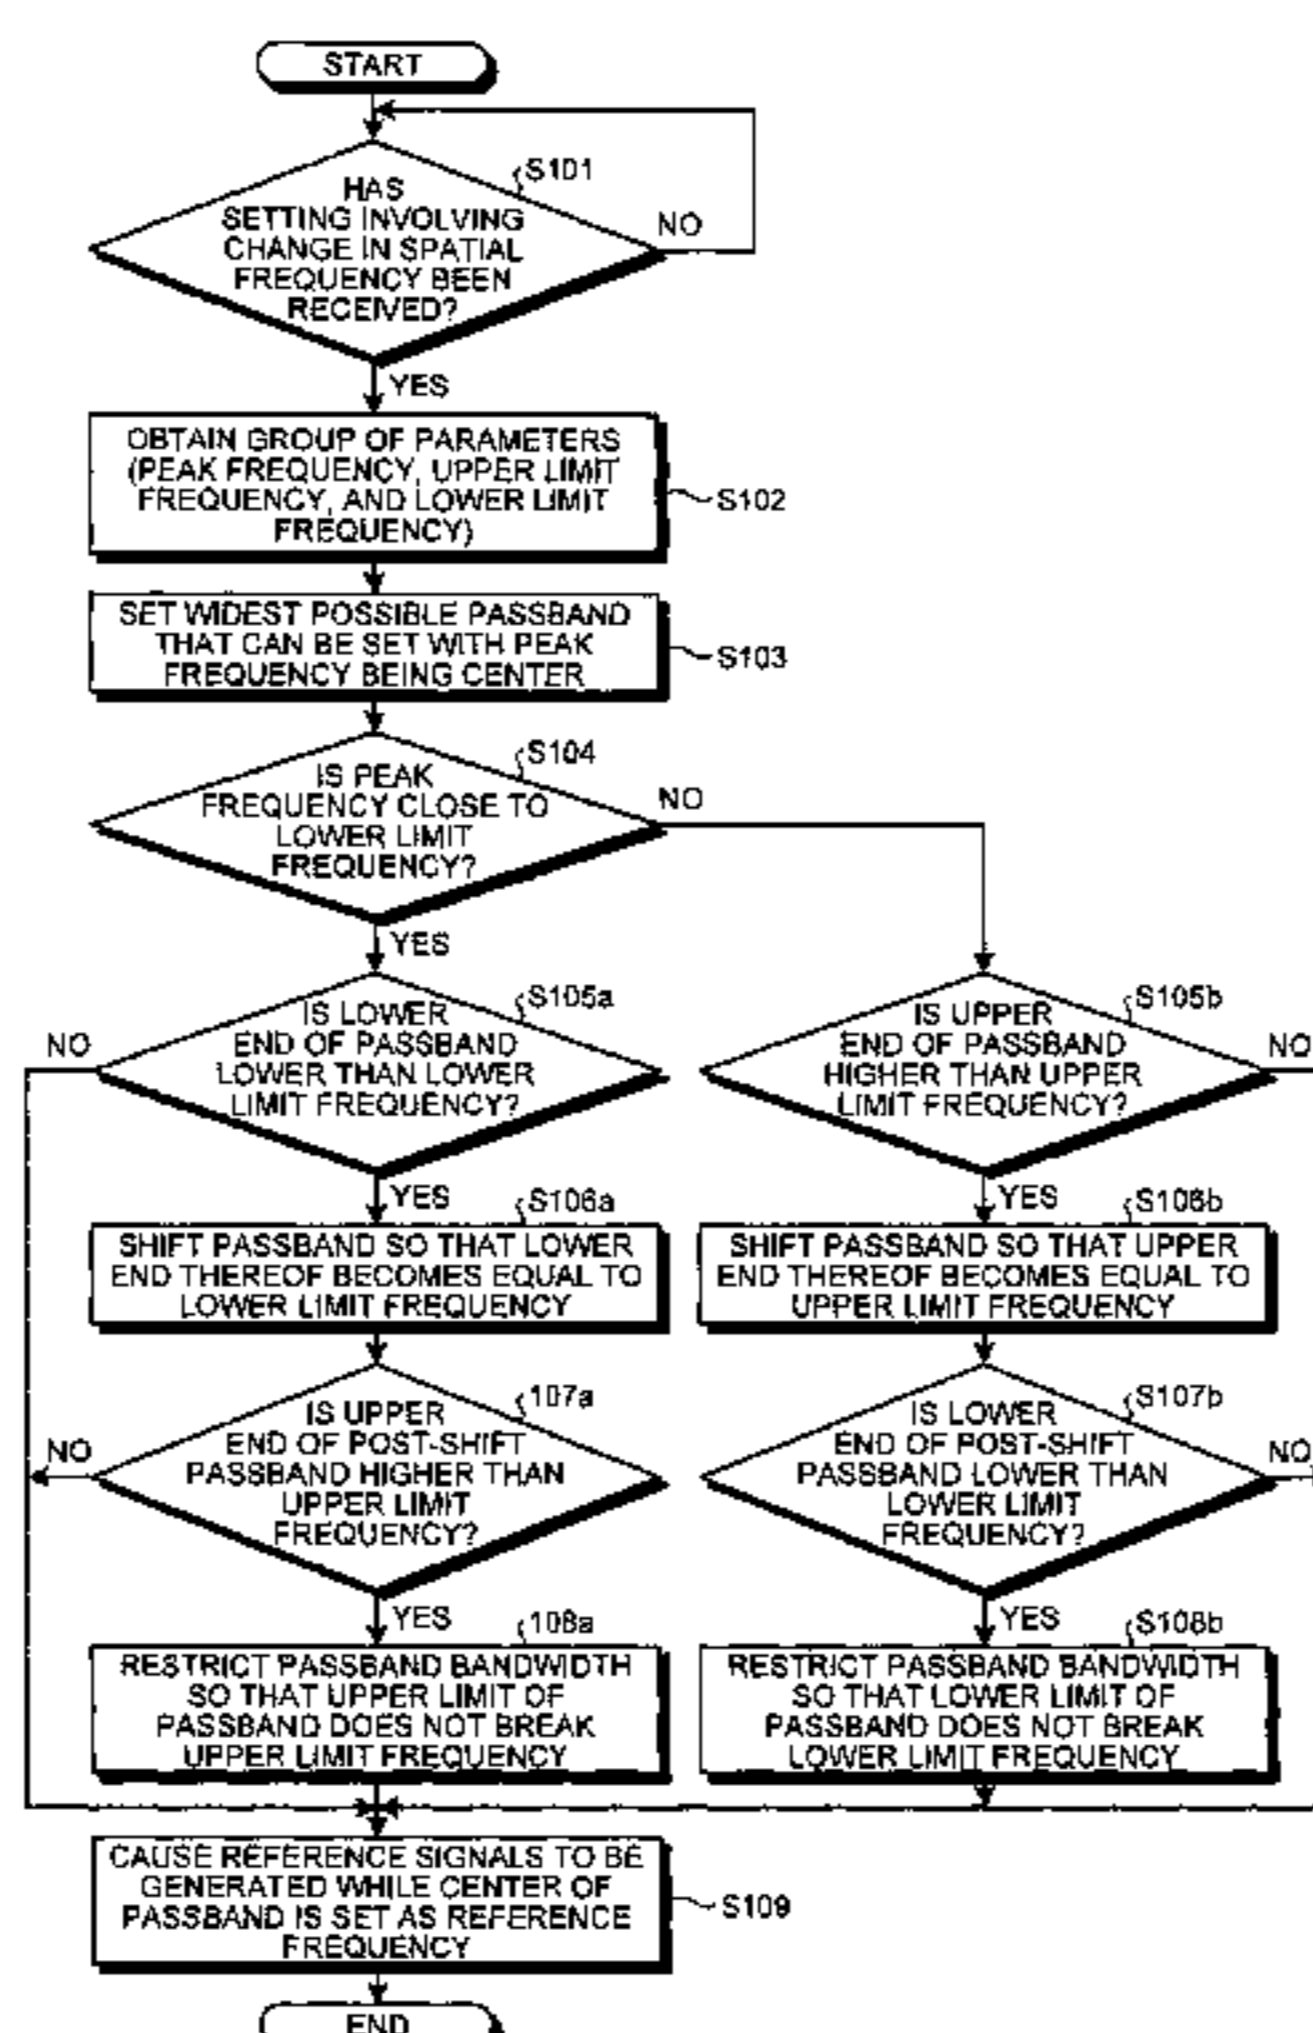 START
S101
HAS
SETTING INVOLVING
CHANGE IN SPATIAL
FREQUENCY BEEN
RECEIVED?
NO
YES
OBTAIN GROUP OF PARAMETERS
(PEAK FREQUENCY, UPPER LIMIT
FREQUENCY, AND LOWER LIMIT
FREQUENCY)
S102
SET WIDEST POSSIBLE PASSBAND
THAT CAN BE SET WITH PEAK
FREQUENCY BEING CENTER
S103
S104
IS PEAK
FREQUENCY CLOSE TO
LOWER LIMIT
FREQUENCY?
NO
YES
S105a
IS LOWER
END OF PASSBAND
LOWER THAN LOWER
LIMIT FREQUENCY?
NO
YES
S105b
IS UPPER
END OF PASSBAND
HIGHER THAN UPPER
LIMIT FREQUENCY?
NO
YES
S106a
SHIFT PASSBAND SO THAT LOWER
END THEREOF BECOMES EQUAL TO
LOWER LIMIT FREQUENCY
S106b
SHIFT PASSBAND SO THAT UPPER
END THEREOF BECOMES EQUAL TO
UPPER LIMIT FREQUENCY
107a
IS UPPER
END OF POST-SHIFT
PASSBAND HIGHER THAN
UPPER LIMIT
FREQUENCY?
NO
YES
S107b
IS LOWER
END OF POST-SHIFT
PASSBAND LOWER THAN
LOWER LIMIT
FREQUENCY?
NO
YES
108a
RESTRICT PASSBAND BANDWIDTH
SO THAT UPPER LIMIT OF
PASSBAND DOES NOT BREAK
UPPER LIMIT FREQUENCY
S108b
RESTRICT PASSBAND BANDWIDTH
SO THAT LOWER LIMIT OF
PASSBAND DOES NOT BREAK
LOWER LIMIT FREQUENCY
CAUSE REFERENCE SIGNALS TO BE
GENERATED WHILE CENTER OF
PASSBAND IS SET AS REFERENCE
FREQUENCY
S109
END